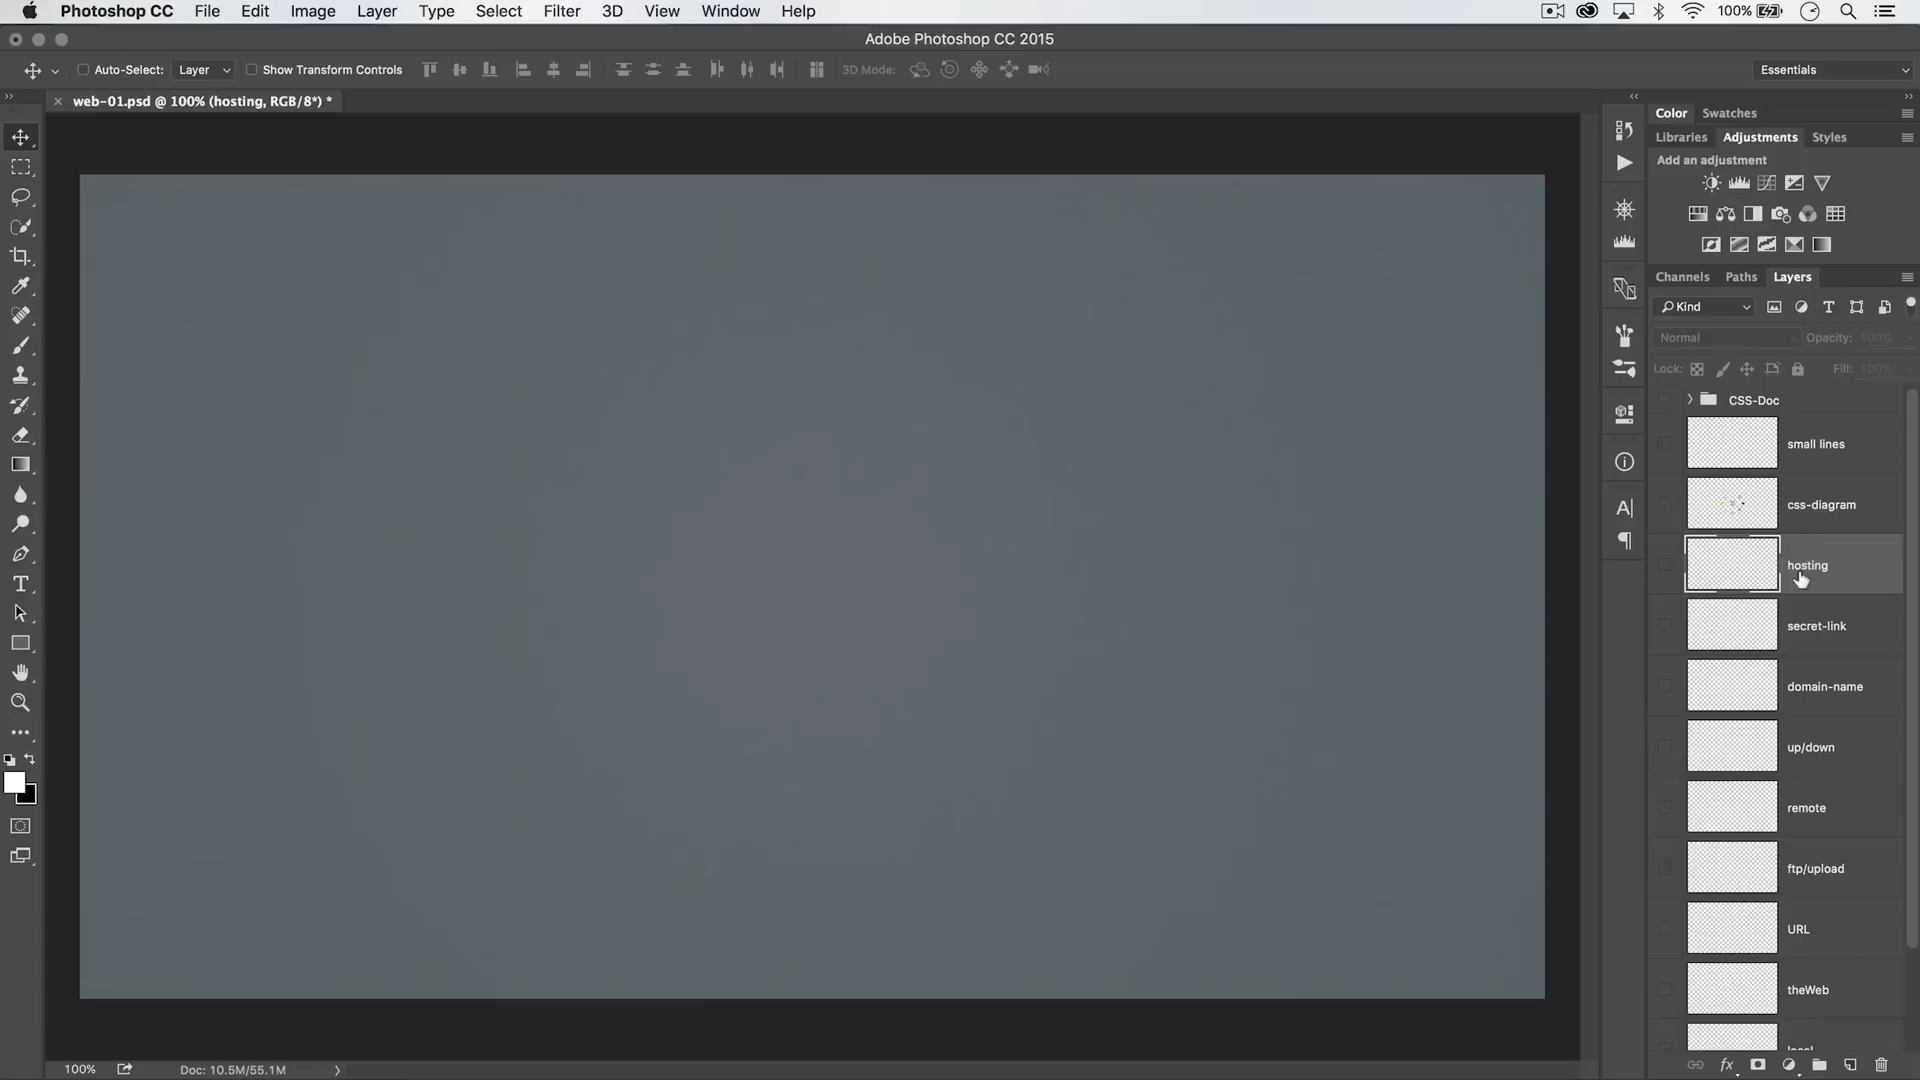 Photoshop CC File Edit Image Layer Type Select Filter 3D View Window Help 100%
Adobe Photoshop CC 2015
Auto-Select: Layer Show Transform Controls 3D Mode: Essentials
web-01.psd @ 100% (hosting, RGB/8*) *
Color Swatches
Libraries Adjustments Styles
Add an adjustment
Channels Paths Layers
Kind
Normal Opacity: 100%
Lock: Fill: 100%
CSS-Doc
small lines
css-diagram
hosting
secret-link
domain-name
up/down
remote
ftp/upload
URL
theWeb
100% Doc: 10.5M/55.1M